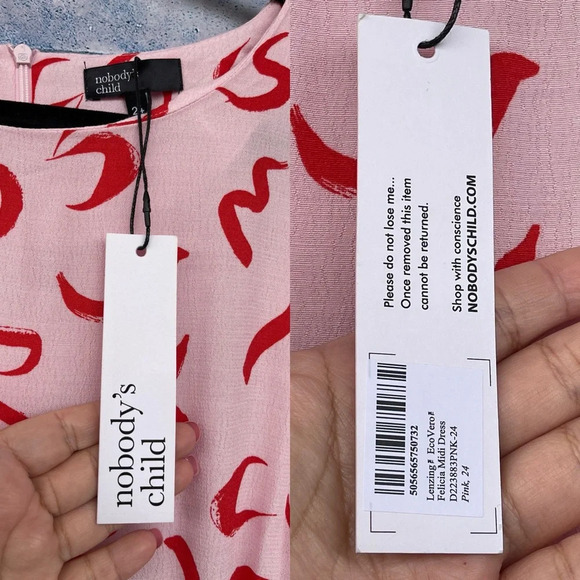 nobody's
child
24
nobody's
child
Please do not lose me...
Once removed this item
cannot be returned.
Shop with conscience
NOBODYSCHILD.COM
5056565750732
Lenzing™ EcoVero™
Felicia Midi Dress
D223883PNK-24
Pink, 24